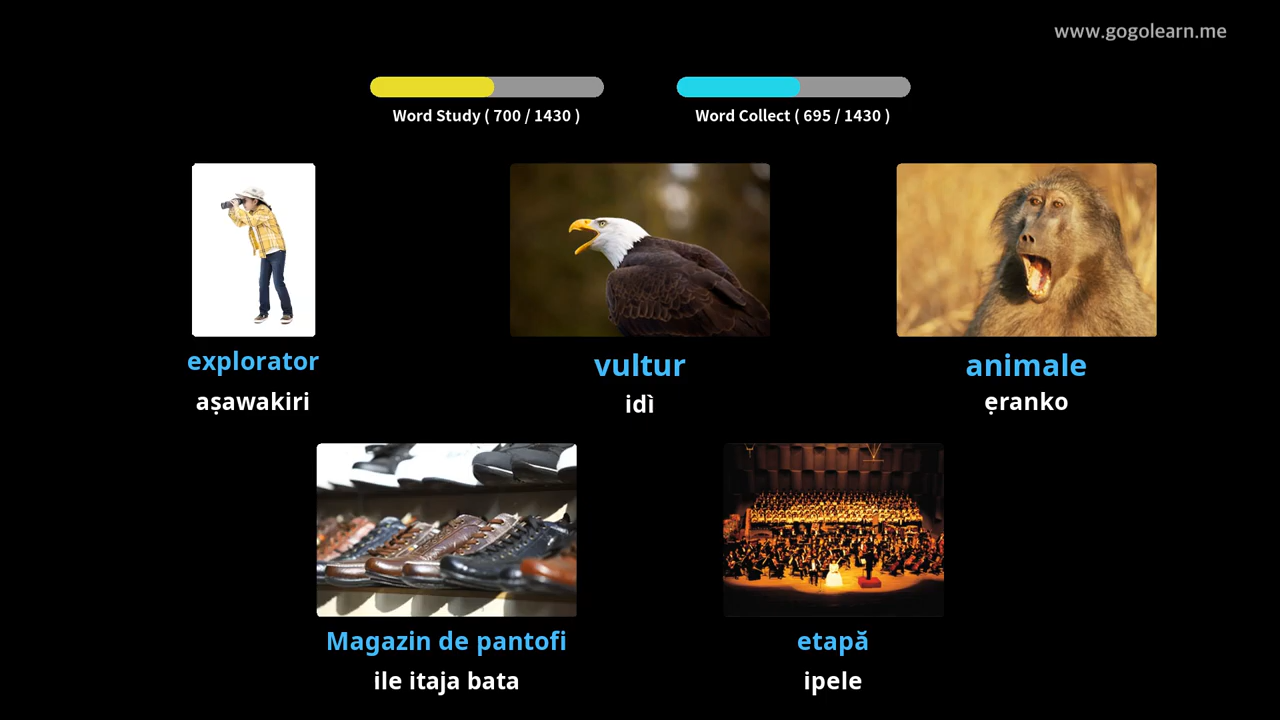 www.gogolearn.me
Word Study ( 700 / 1430 )
Word Collect ( 695 / 1430 )
explorator
aṣawakiri
vultur
idì
animale
ẹranko
Magazin de pantofi
ile itaja bata
etapă
ipele